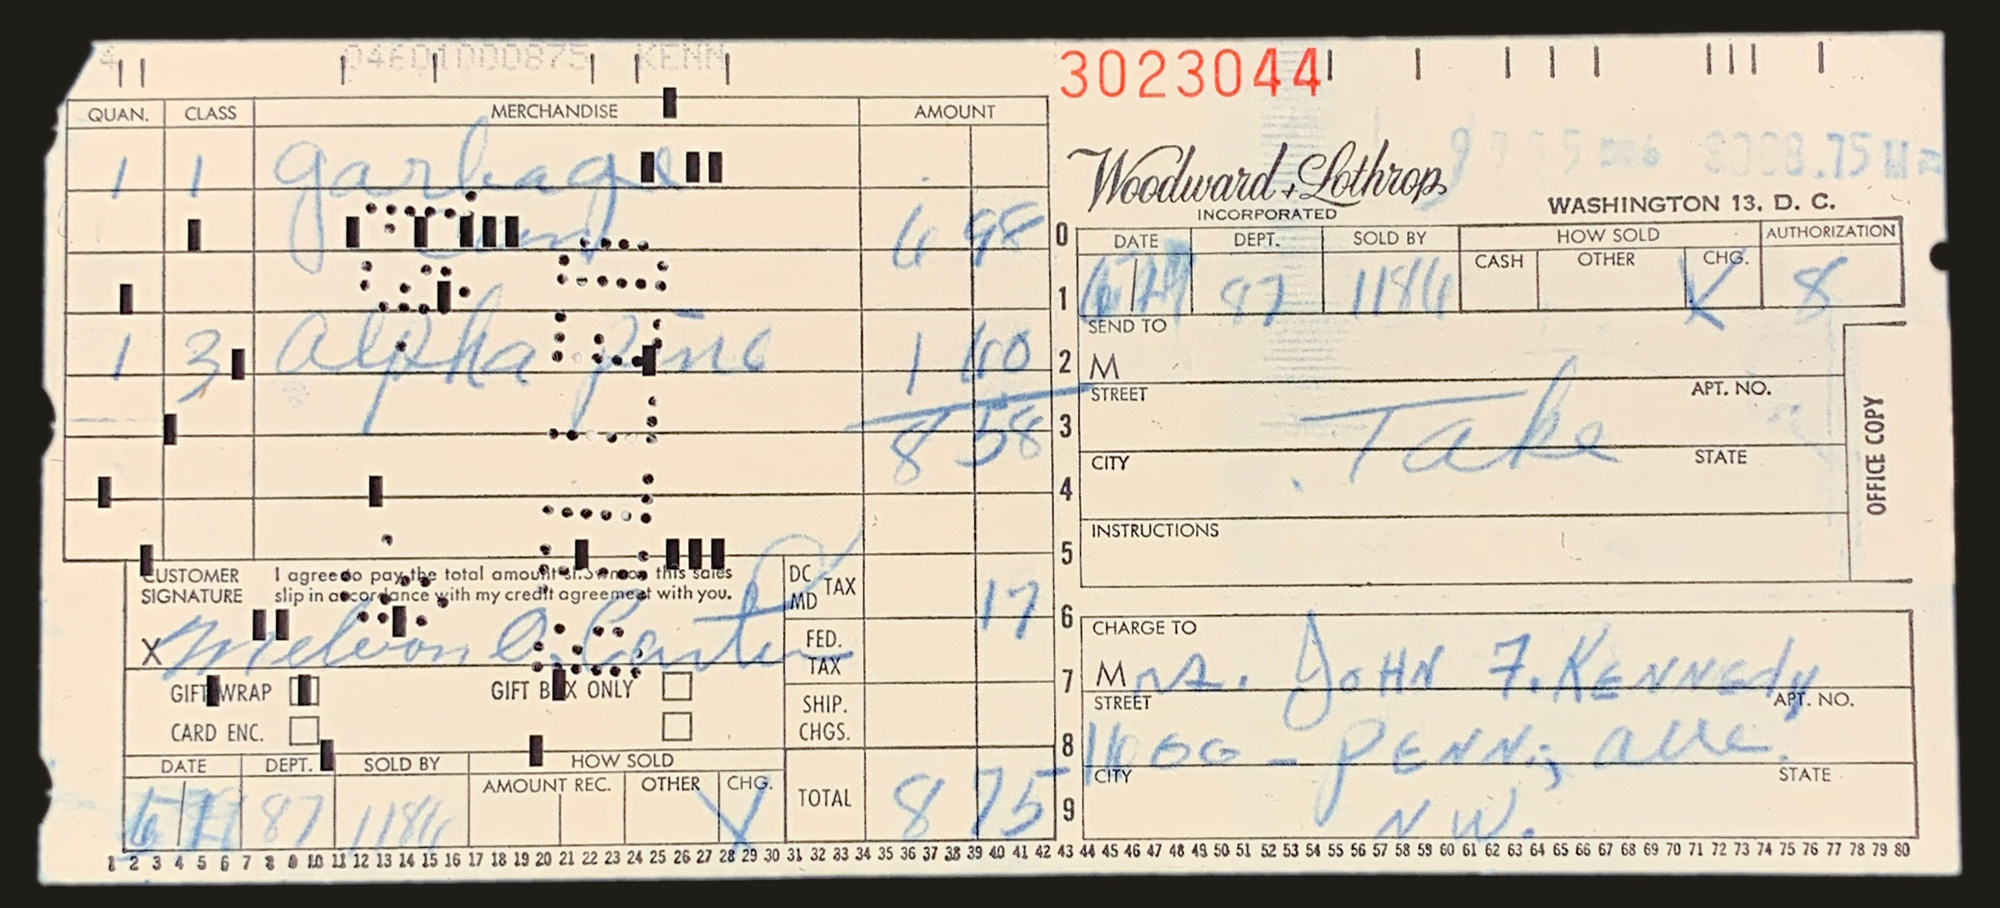 04601000875 KENN
3023044
QUAN. CLASS MERCHANDISE AMOUNT
1 1 garbage
Can 6 98
1 3 alpha zinc 1 60
8 58
CUSTOMER SIGNATURE
I agree to pay the total amount shown on this sales
slip in accordance with my credit agreement with you.
X Melvon O. Carter
DC MD TAX 17
FED. TAX
GIFT WRAP GIFT BOX ONLY
CARD ENC.
SHIP. CHGS.
DATE DEPT. SOLD BY HOW SOLD
AMOUNT REC. OTHER CHG.
87 1186 X
TOTAL 8 75
Woodward & Lothrop
INCORPORATED
WASHINGTON 13, D. C.
DATE DEPT. SOLD BY HOW SOLD AUTHORIZATION
CASH OTHER CHG.
87 1186 X 8
SEND TO
M
STREET APT. NO.
Take
CITY STATE
INSTRUCTIONS
OFFICE COPY
CHARGE TO
M Mr. John F. Kennedy
STREET APT. NO.
1600 - PENN; ave.
CITY STATE
NW.
0
1
2
3
4
5
6
7
8
9
1 2 3 4 5 6 7 8 9 10 11 12 13 14 15 16 17 18 19 20 21 22 23 24 25 26 27 28 29 30 31 32 33 34 35 36 37 38 39 40 41 42 43 44 45 46 47 48 49 50 51 52 53 54 55 56 57 58 59 60 61 62 63 64 65 66 67 68 69 70 71 72 73 74 75 76 77 78 79 80